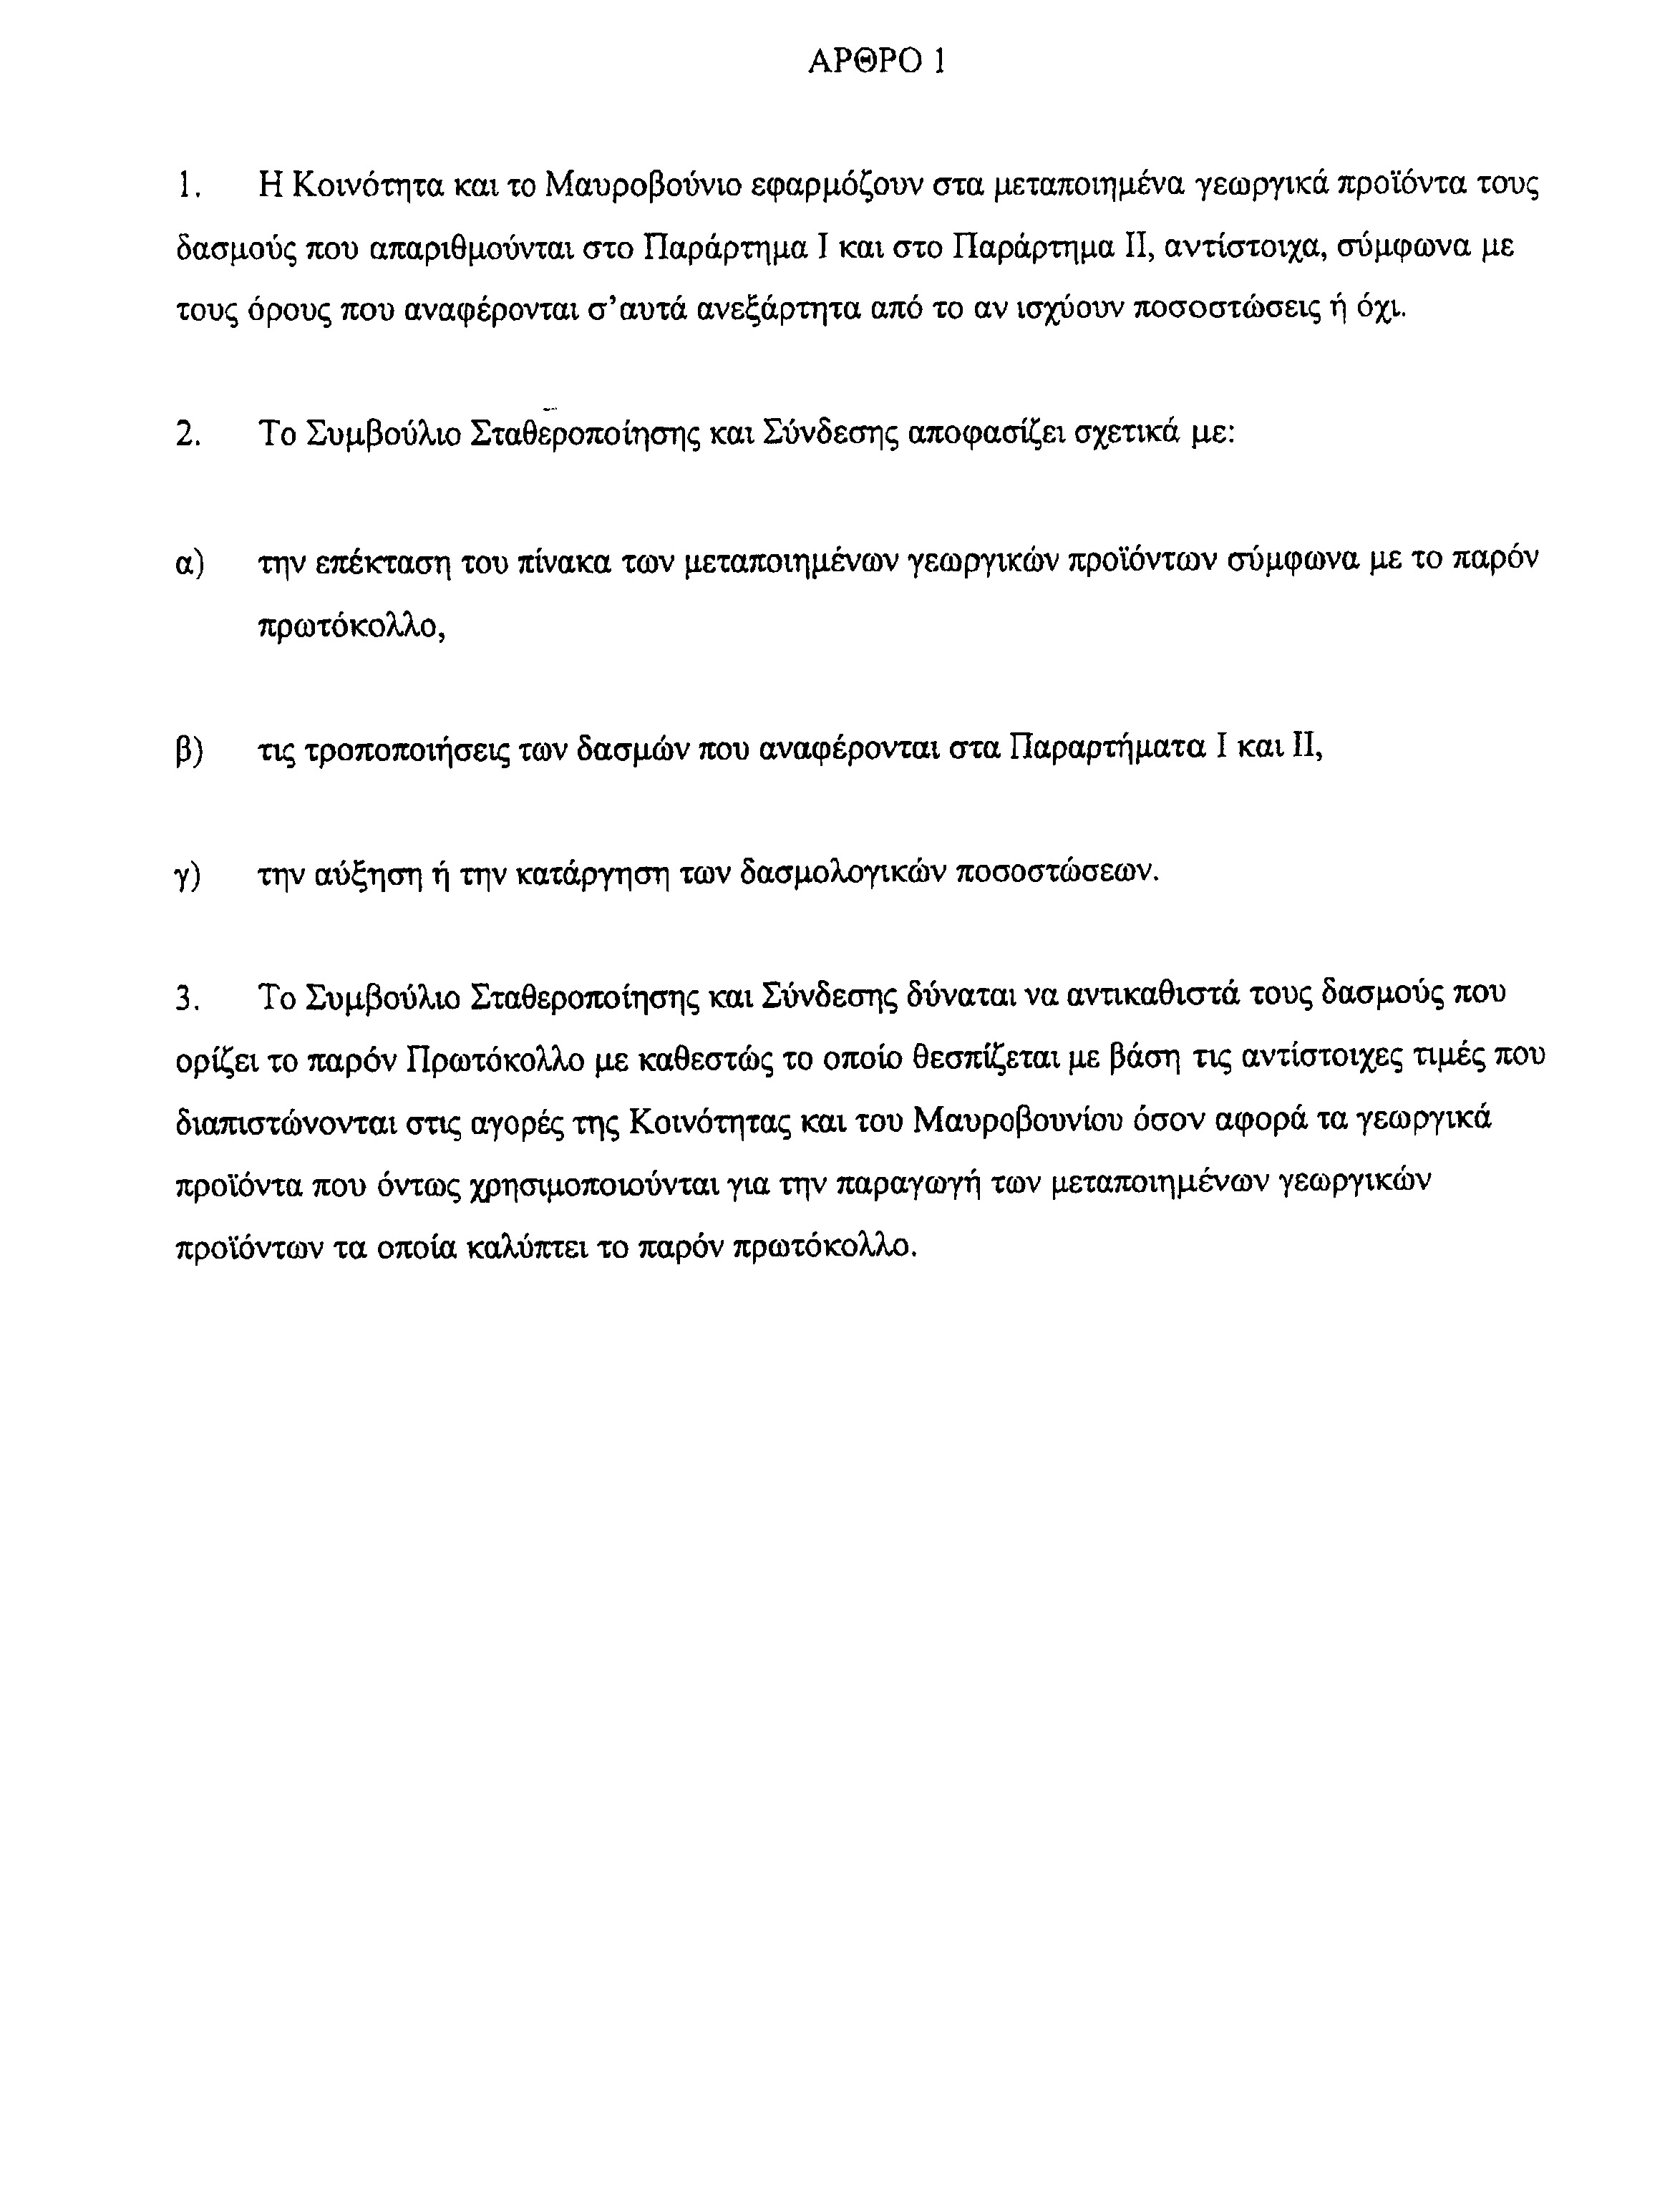 ΑΡΘΡΟ 1
1. Η Κοινότητα και το Μαυροβούνιο εφαρμόζουν στα μεταποιημένα γεωργικά προϊόντα τους
δασμούς που απαριθμούνται στο Παράρτημα Ι και στο Παράρτημα ΙΙ, αντίστοιχα, σύμφωνα με
τους όρους που αναφέρονται σ’αυτά ανεξάρτητα από το αν ισχύουν ποσοστώσεις ή όχι.
2. Το Συμβούλιο Σταθεροποίησης και Σύνδεσης αποφασίζει σχετικά με:
α) την επέκταση του πίνακα των μεταποιημένων γεωργικών προϊόντων σύμφωνα με το παρόν
πρωτόκολλο,
β) τις τροποποιήσεις των δασμών που αναφέρονται στα Παραρτήματα Ι και ΙΙ,
γ) την αύξηση ή την κατάργηση των δασμολογικών ποσοστώσεων.
3. Το Συμβούλιο Σταθεροποίησης και Σύνδεσης δύναται να αντικαθιστά τους δασμούς που
ορίζει το παρόν Πρωτόκολλο με καθεστώς το οποίο θεσπίζεται με βάση τις αντίστοιχες τιμές που
διαπιστώνονται στις αγορές της Κοινότητας και του Μαυροβουνίου όσον αφορά τα γεωργικά
προϊόντα που όντως χρησιμοποιούνται για την παραγωγή των μεταποιημένων γεωργικών
προϊόντων τα οποία καλύπτει το παρόν πρωτόκολλο.